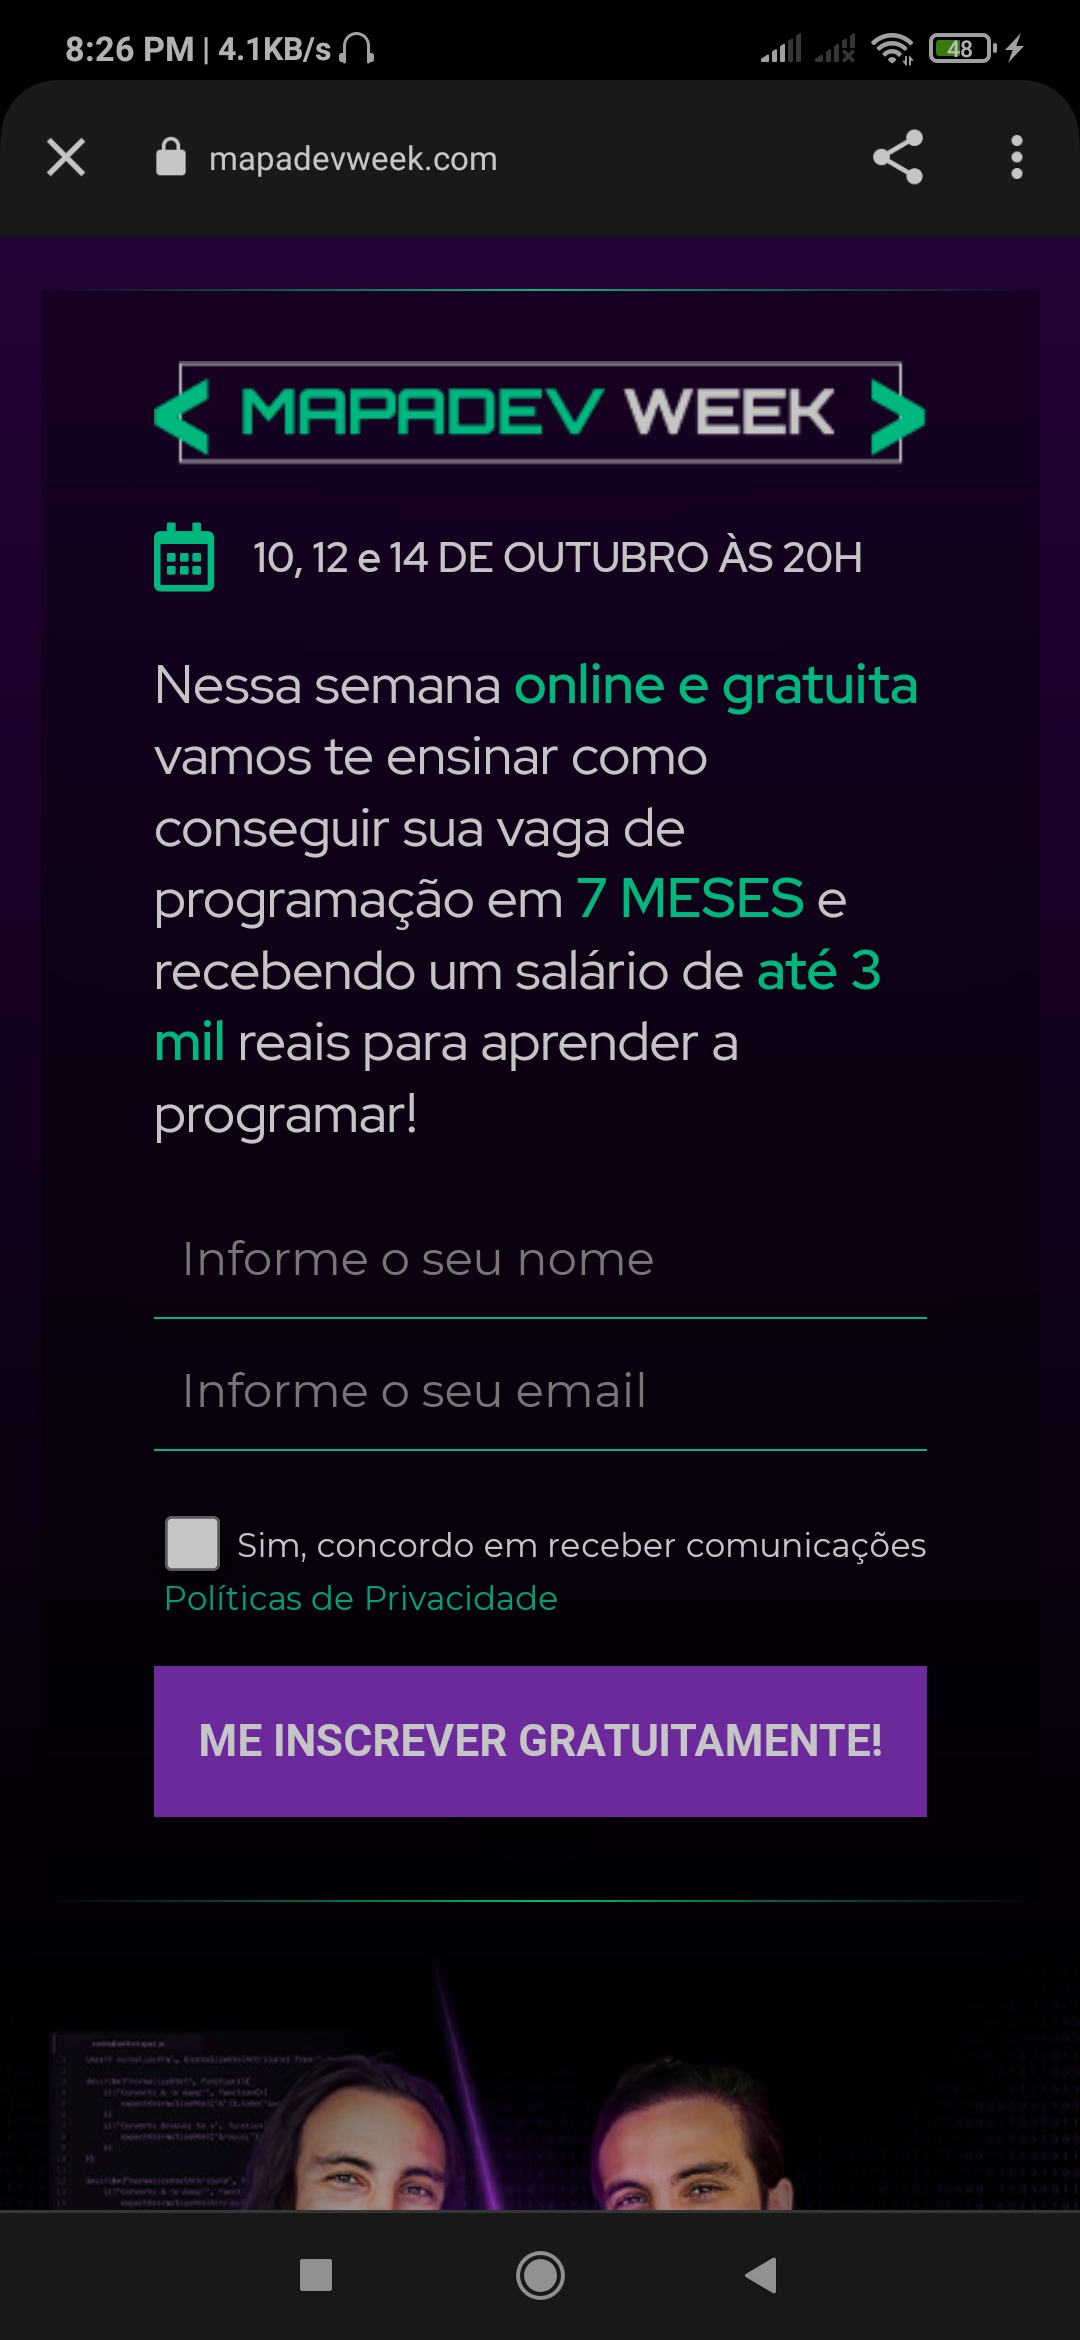 8:26 PM | 4.1KB/s
48
mapadevweek.com
< MAPADEV WEEK >
10, 12 e 14 DE OUTUBRO ÀS 20H
Nessa semana online e gratuita
vamos te ensinar como
conseguir sua vaga de
programação em 7 MESES e
recebendo um salário de até 3
mil reais para aprender a
programar!
Informe o seu nome
Informe o seu email
Sim, concordo em receber comunicações
Políticas de Privacidade
ME INSCREVER GRATUITAMENTE!